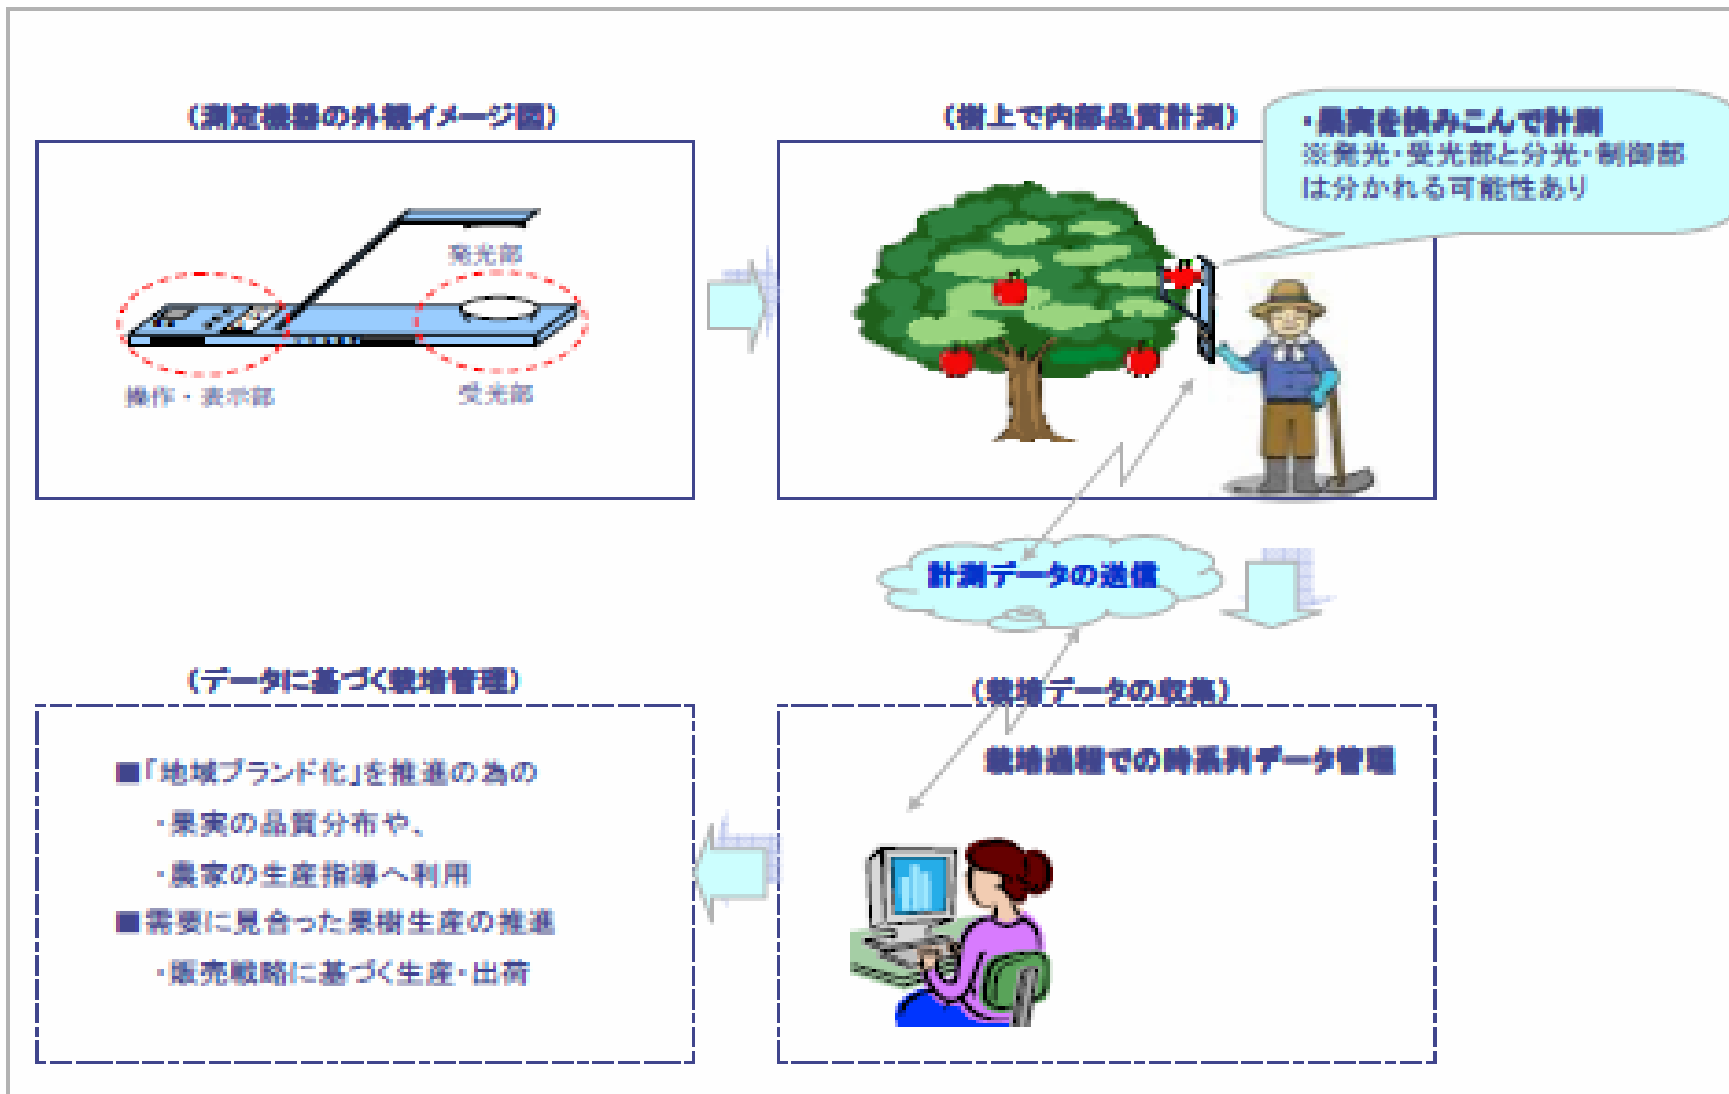 (測定機器の外観イメージ図)
発光部
操作・表示部
受光部
(樹上で内部品質計測)
・果実を挟みこんで計測
※発光・受光部と分光・制御部
は分かれる可能性あり
計測データの送信
(栽培データの収集)
栽培過程での時系列データ管理
(データに基づく栽培管理)
■「地域ブランド化」を推進の為の
・果実の品質分布や、
・農家の生産指導へ利用
■需要に見合った果樹生産の推進
・販売戦略に基づく生産・出荷